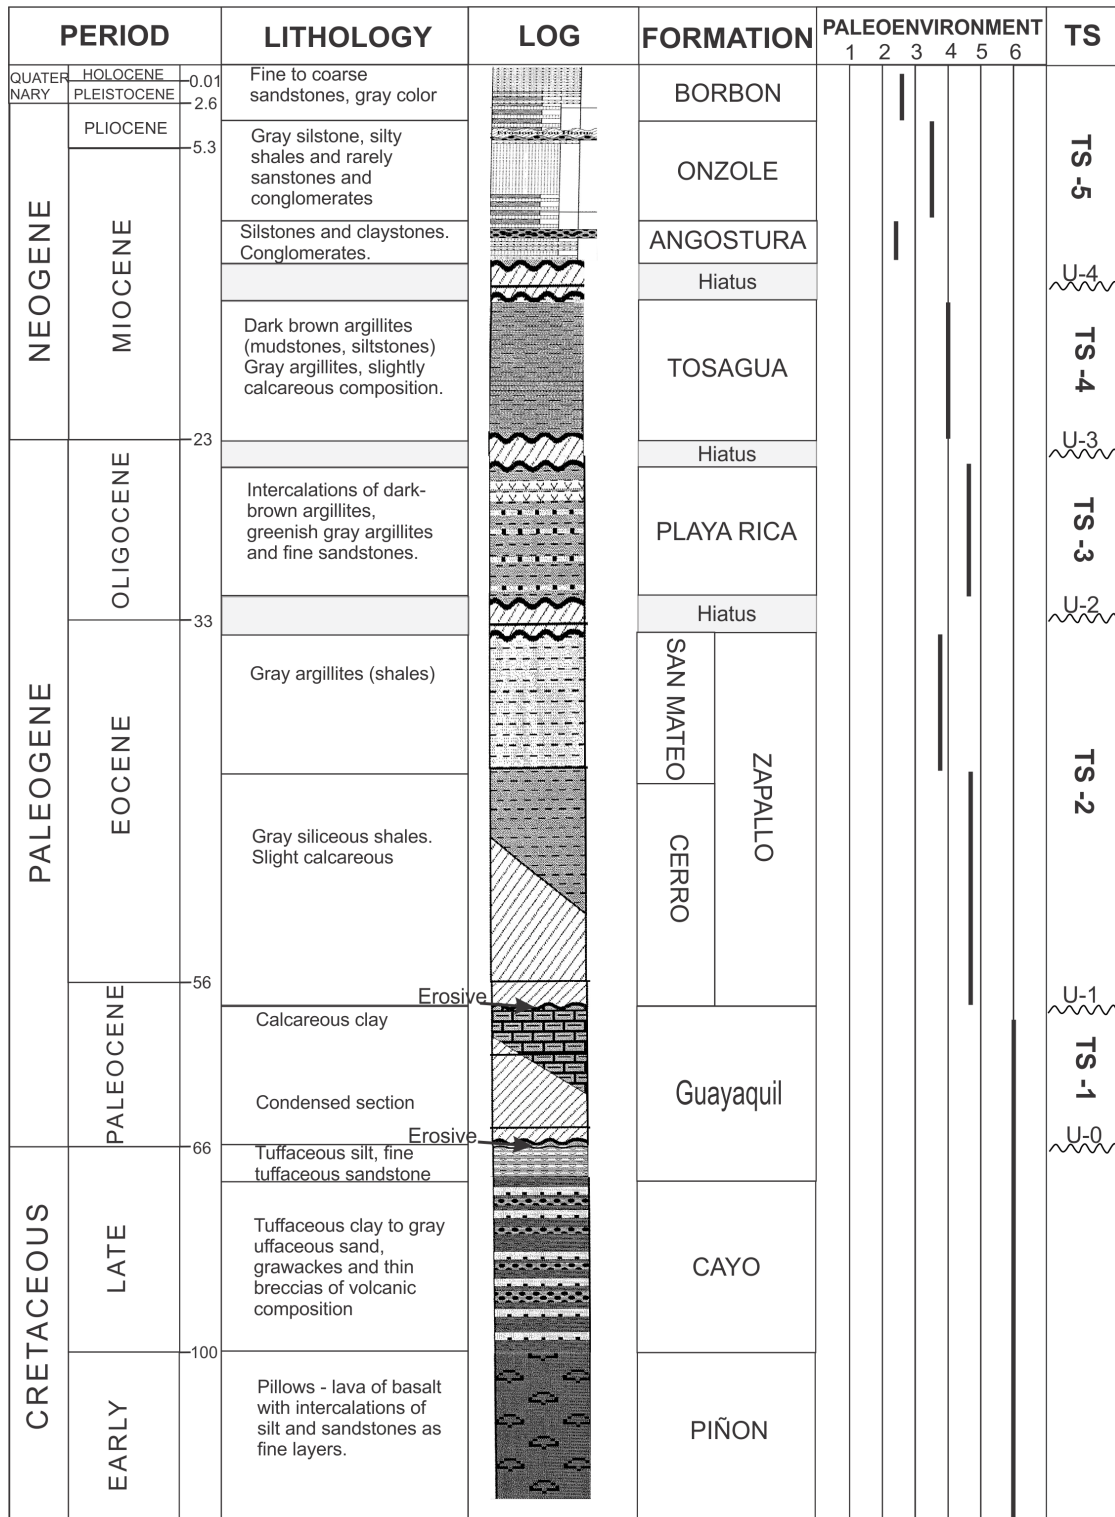 PERIOD LITHOLOGY LOG FORMATION PALEOENVIRONMENT TS
1 2 3 4 5 6
QUATER
NARY
HOLOCENE
0.01
PLEISTOCENE
2.6
Fine to coarse
sandstones, gray color
BORBON
PLIOCENE
5.3
Gray silstone, silty
shales and rarely
sanstones and
conglomerates
ONZOLE
TS -5
NEOGENE
MIOCENE
Silstones and claystones.
Conglomerates.
ANGOSTURA
Hiatus
U-4
Dark brown argillites
(mudstones, siltstones)
Gray argillites, slightly
calcareous composition.
TOSAGUA
TS -4
23
Hiatus
U-3
PALEOGENE
OLIGOCENE
Intercalations of dark-
brown argillites,
greenish gray argillites
and fine sandstones.
PLAYA RICA
TS -3
Hiatus
U-2
33
EOCENE
Gray argillites (shales)
SAN MATEO
ZAPALLO
TS -2
Gray siliceous shales.
Slight calcareous
CERRO
56
Erosive
U-1
PALEOCENE
Calcareous clay
Condensed section
Guayaquil
TS -1
Erosive
U-0
66
Tuffaceous silt, fine
tuffaceous sandstone
CRETACEOUS
LATE
Tuffaceous clay to gray
uffaceous sand,
grawackes and thin
breccias of volcanic
composition
CAYO
100
EARLY
Pillows - lava of basalt
with intercalations of
silt and sandstones as
fine layers.
PIÑON